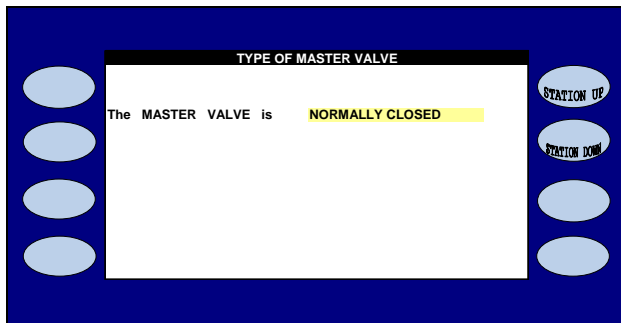 TYPE OF MASTER VALVE
STATION UP
The MASTER VALVE is NORMALLY CLOSED
STATION DOWN